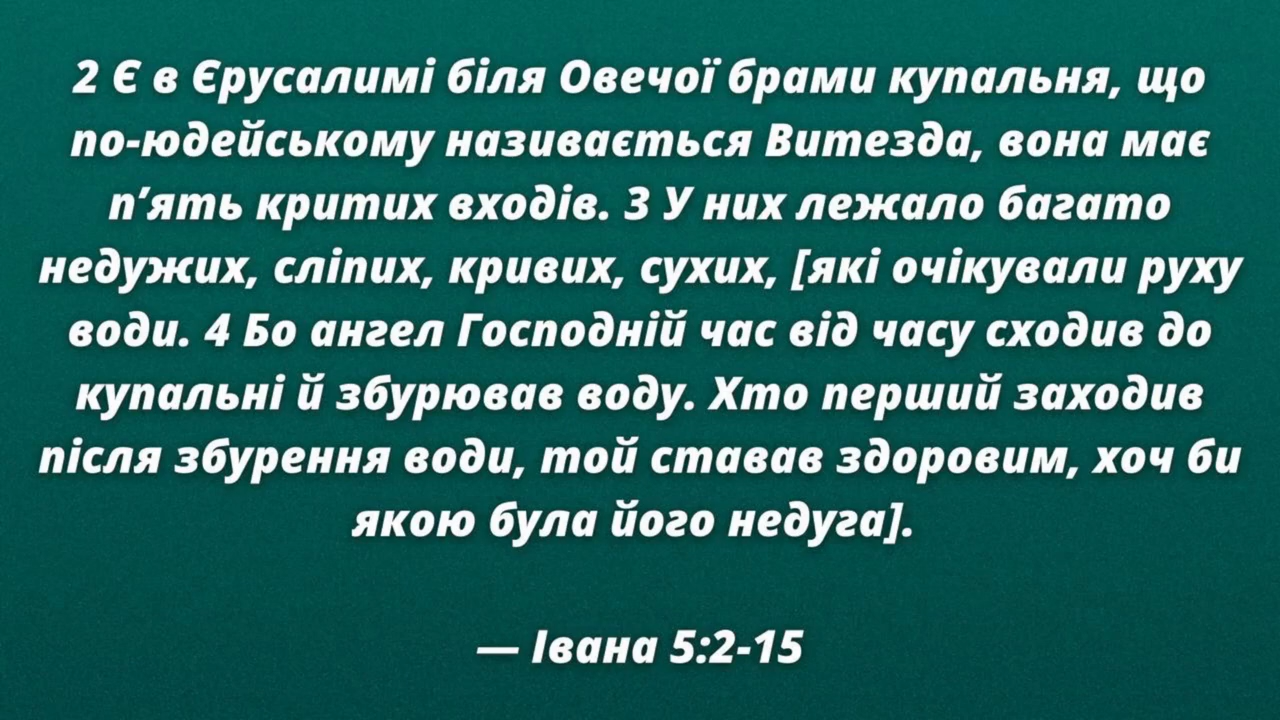 2 Є в Єрусалимі біля Овечої брами купальня, що
по-юдейському називається Витезда, вона має
п’ять критих входів. 3 У них лежало багато
недужих, сліпих, кривих, сухих, [які очікували руху
води. 4 Бо ангел Господній час від часу сходив до
купальні й збурював воду. Хто перший заходив
після збурення води, той ставав здоровим, хоч би
якою була його недуга].
— Івана 5:2-15